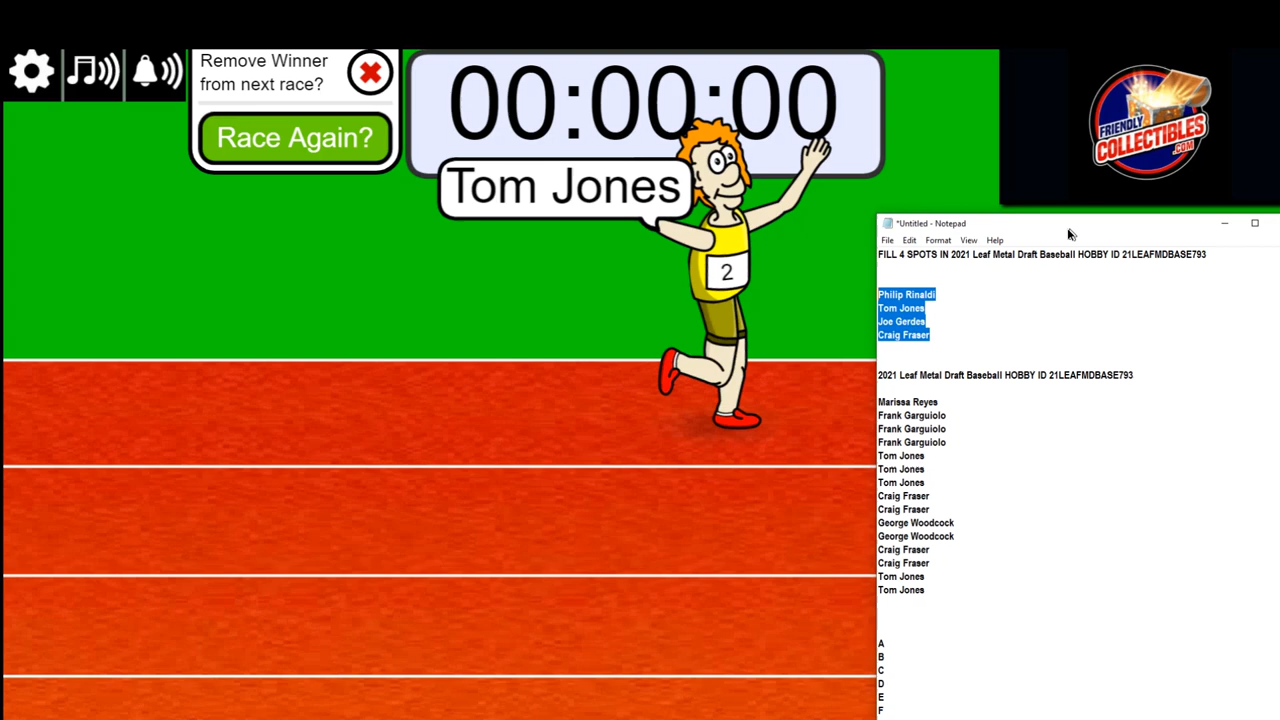 Remove Winner
from next race?
Race Again?
00:00:00
Tom Jones
2
FRIENDLY
COLLECTIBLES
.COM
*Untitled - Notepad
File Edit Format View Help
FILL 4 SPOTS IN 2021 Leaf Metal Draft Baseball HOBBY ID 21LEAFMDBASE793
Philip Rinaldi
Tom Jones
Joe Gerdes
Craig Fraser
2021 Leaf Metal Draft Baseball HOBBY ID 21LEAFMDBASE793
Marissa Reyes
Frank Garguiolo
Frank Garguiolo
Frank Garguiolo
Tom Jones
Tom Jones
Tom Jones
Craig Fraser
Craig Fraser
George Woodcock
George Woodcock
Craig Fraser
Craig Fraser
Tom Jones
Tom Jones
A
B
C
D
E
F